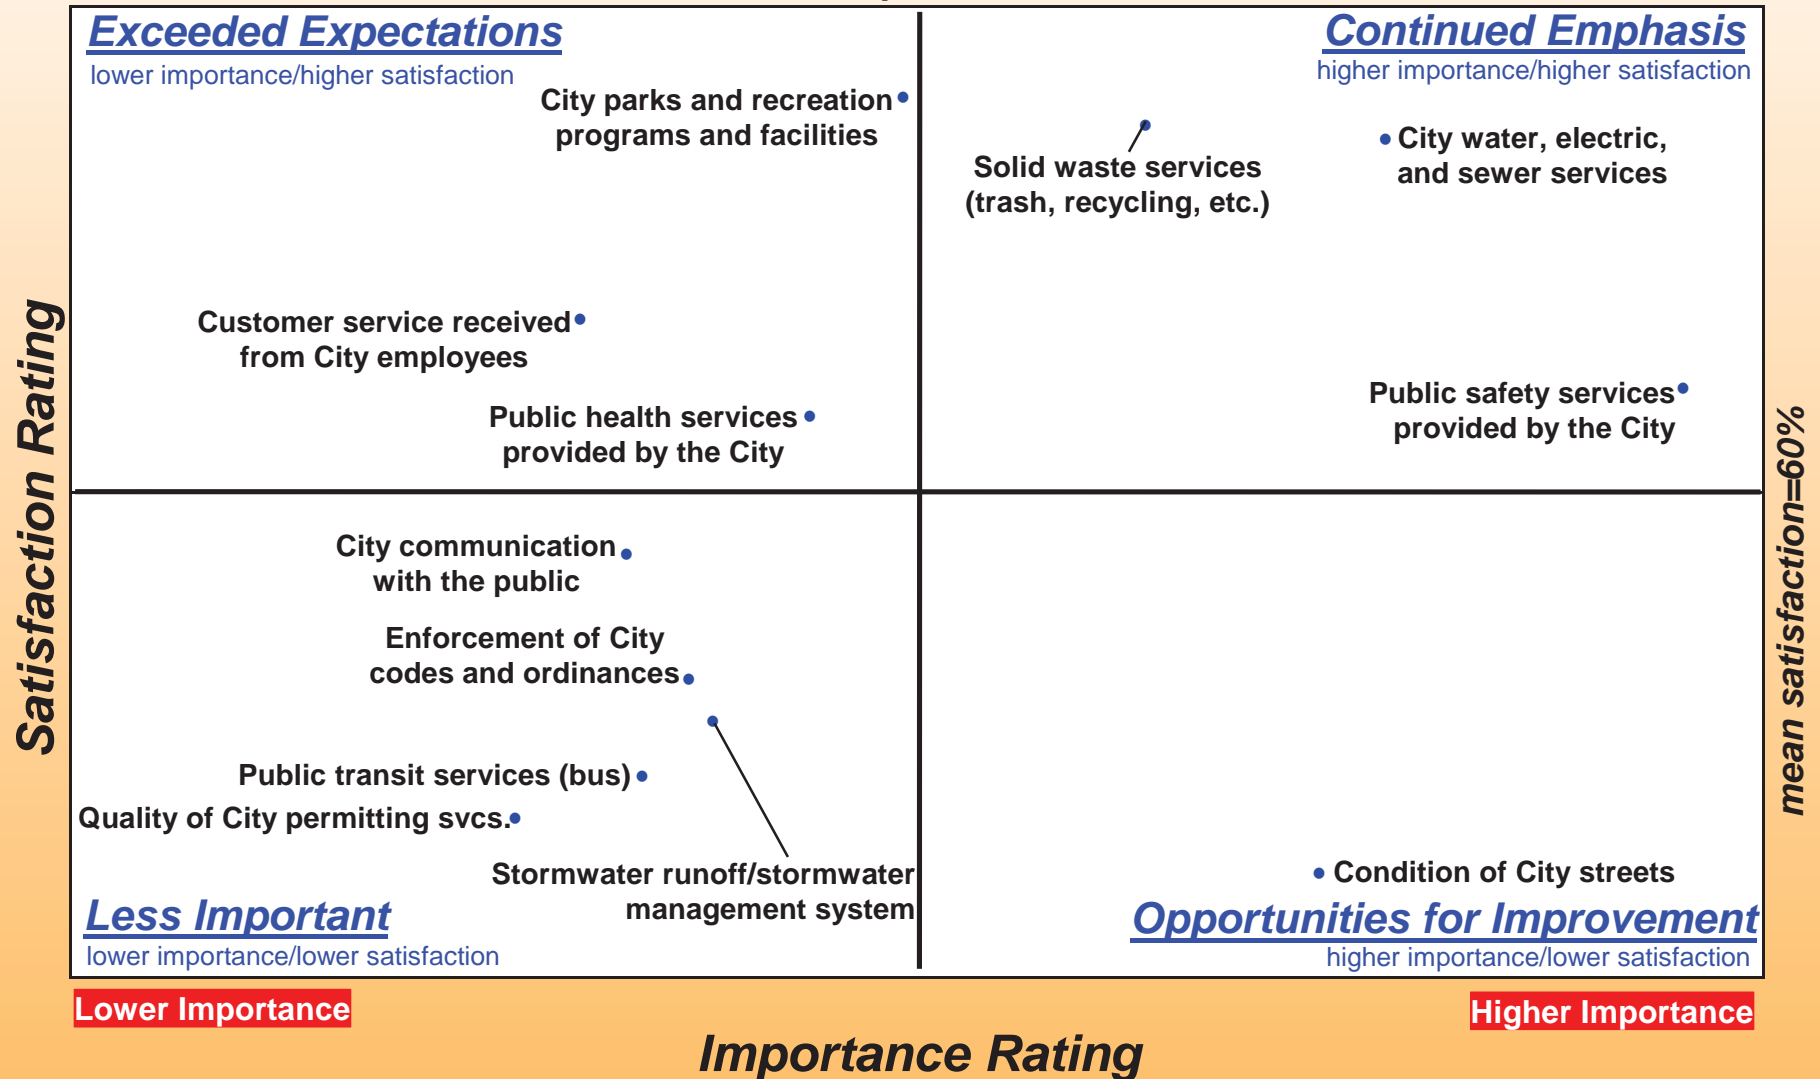 Exceeded Expectations
lower importance/higher satisfaction
Continued Emphasis
higher importance/higher satisfaction
City parks and recreation
programs and facilities
Solid waste services
(trash, recycling, etc.)
City water, electric,
and sewer services
Customer service received
from City employees
Public health services
provided by the City
Public safety services
provided by the City
Satisfaction Rating
mean satisfaction=60%
City communication
with the public
Enforcement of City
codes and ordinances
Public transit services (bus)
Quality of City permitting svcs.
Stormwater runoff/stormwater
management system
Condition of City streets
Less Important
lower importance/lower satisfaction
Opportunities for Improvement
higher importance/lower satisfaction
Lower Importance
Higher Importance
Importance Rating